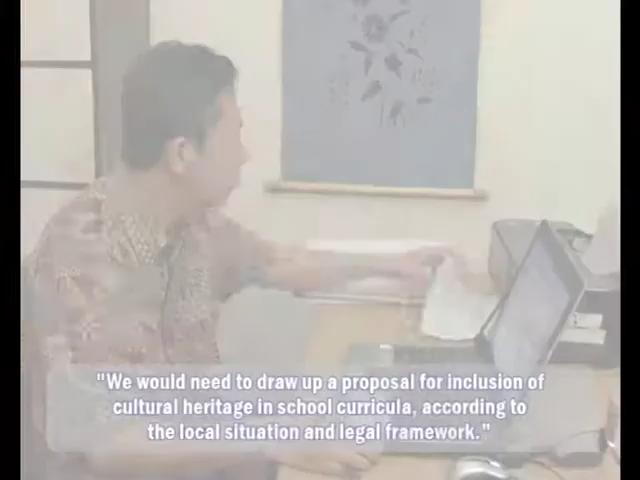 "We would need to draw up a proposal for inclusion of
cultural heritage in school curricula, according to
the local situation and legal framework."